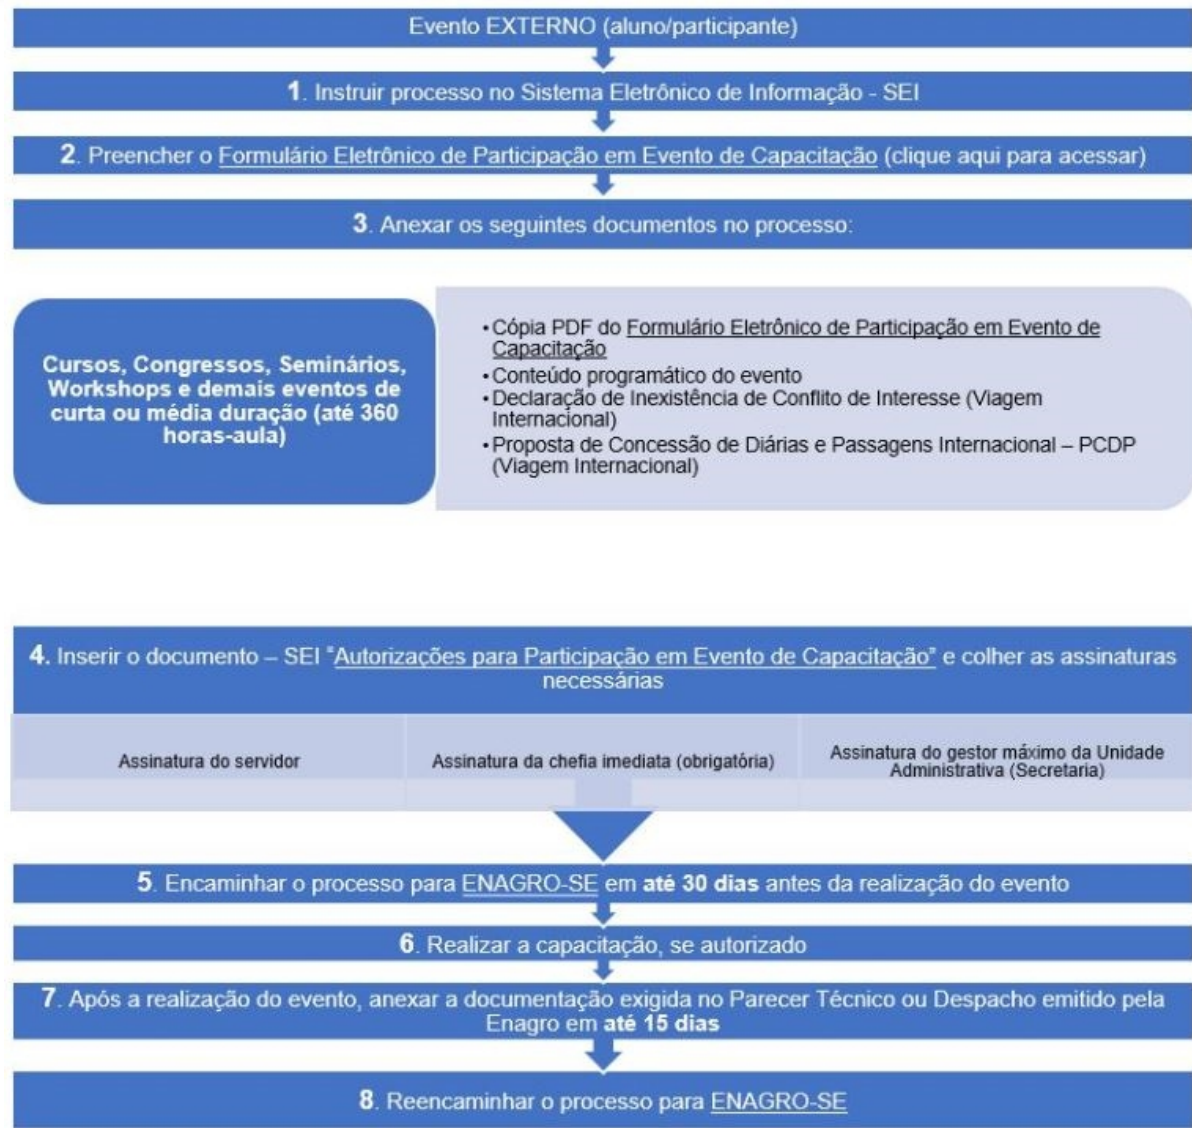 Evento EXTERNO (aluno/participante)
1. Instruir processo no Sistema Eletrônico de Informação - SEI
2. Preencher o Formulário Eletrônico de Participação em Evento de Capacitação (clique aqui para acessar)
3. Anexar os seguintes documentos no processo:
Cursos, Congressos, Seminários,
Workshops e demais eventos de
curta ou média duração (até 360
horas-aula)
•Cópia PDF do Formulário Eletrônico de Participação em Evento de
Capacitação
•Conteúdo programático do evento
•Declaração de Inexistência de Conflito de Interesse (Viagem
Internacional)
•Proposta de Concessão de Diárias e Passagens Internacional – PCDP
(Viagem Internacional)
4. Inserir o documento – SEI "Autorizações para Participação em Evento de Capacitação" e colher as assinaturas
necessárias
Assinatura do servidor
Assinatura da chefia imediata (obrigatória)
Assinatura do gestor máximo da Unidade
Administrativa (Secretaria)
5. Encaminhar o processo para ENAGRO-SE em até 30 dias antes da realização do evento
6. Realizar a capacitação, se autorizado
7. Após a realização do evento, anexar a documentação exigida no Parecer Técnico ou Despacho emitido pela
Enagro em até 15 dias
8. Reencaminhar o processo para ENAGRO-SE